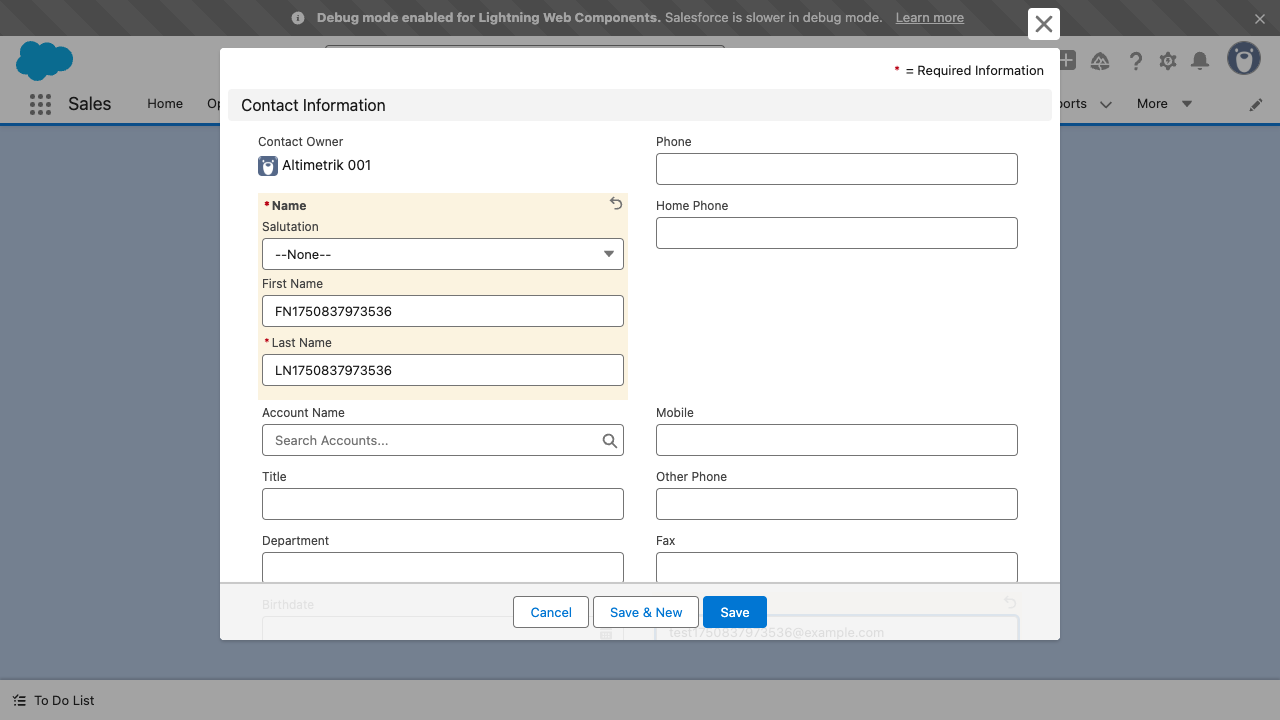 Debug mode enabled for Lightning Web Components. Salesforce is slower in debug mode. Learn more
* = Required Information
Sales
Home
Op
orts
More
Contact Information
Contact Owner
Altimetrik 001
Phone
*Name
Salutation
--None--
Home Phone
First Name
FN1750837973536
*Last Name
LN1750837973536
Account Name
Search Accounts...
Mobile
Title
Other Phone
Department
Fax
Birthdate
test1750837973536@example.com
Cancel
Save & New
Save
To Do List